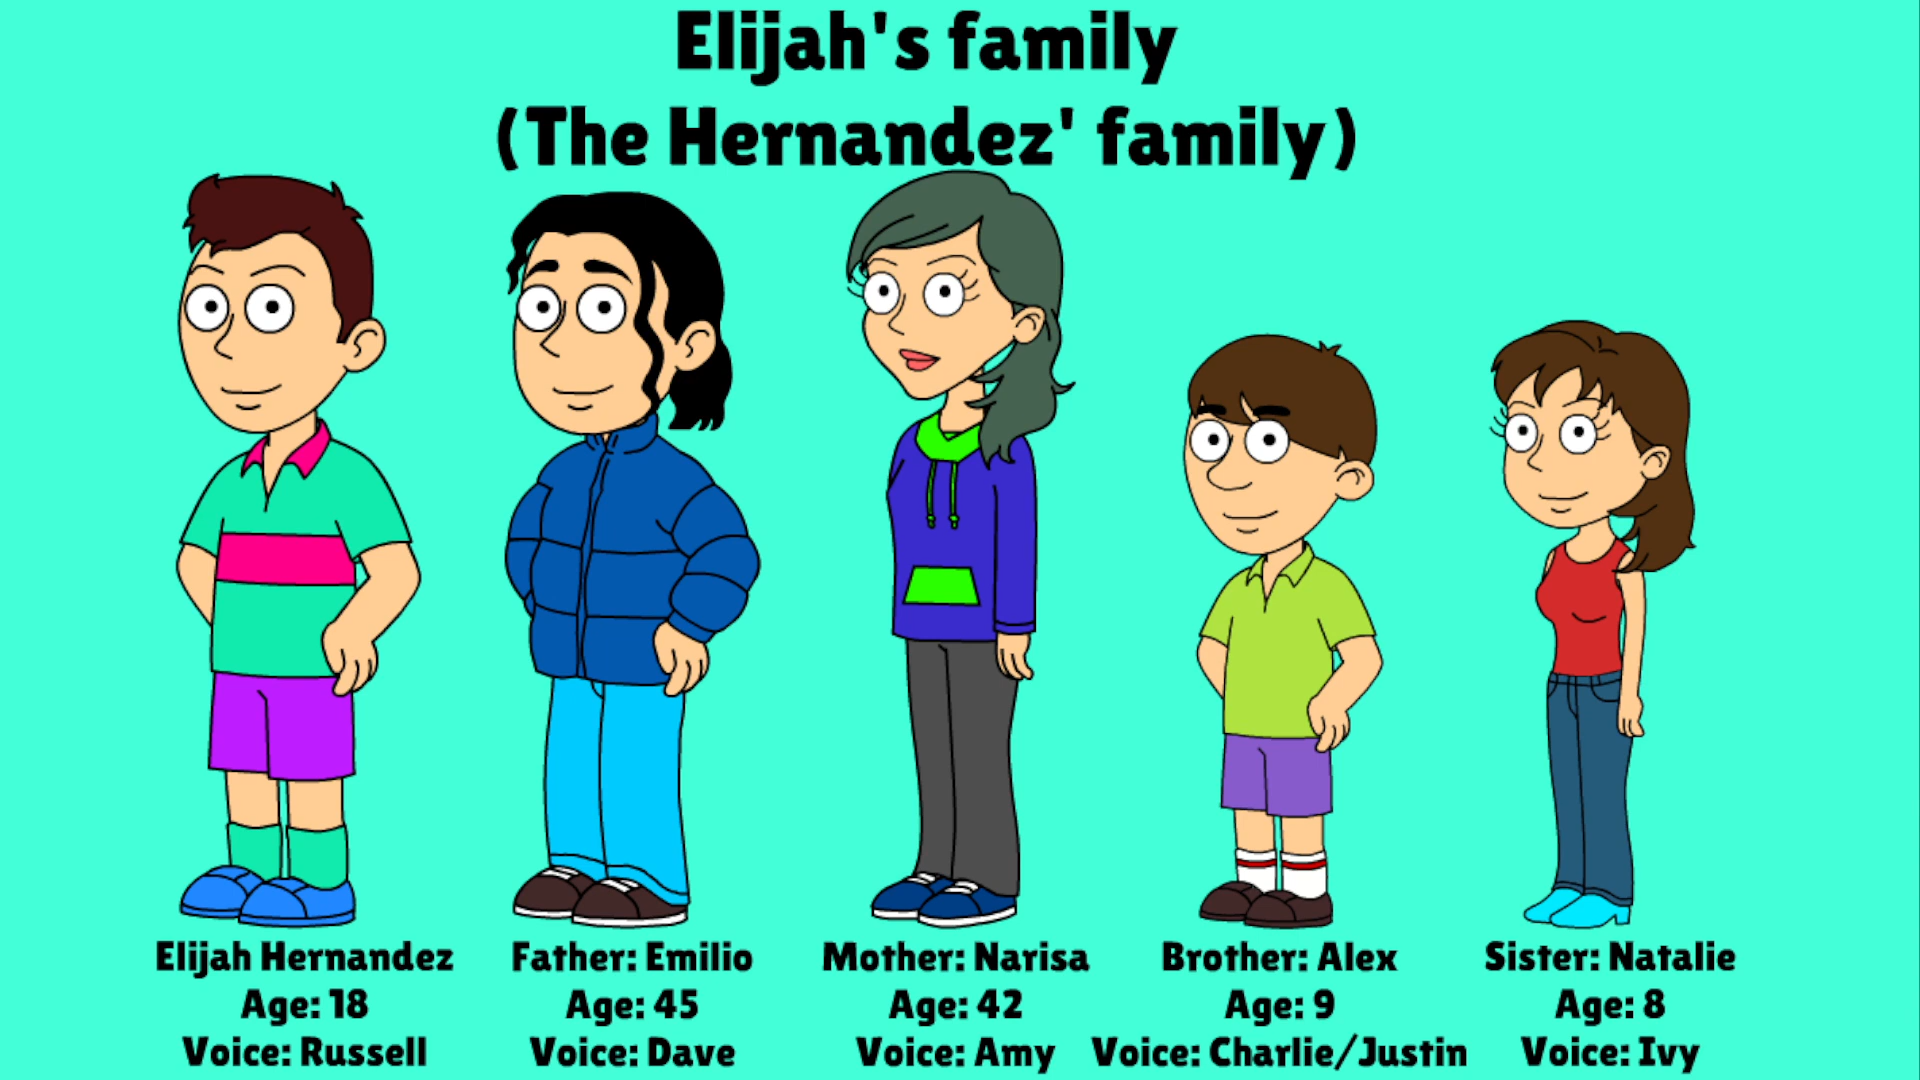 Elijah's family
(The Hernandez' family)
Elijah Hernandez
Age: 18
Voice: Russell
Father: Emilio
Age: 45
Voice: Dave
Mother: Narisa
Age: 42
Voice: Amy
Brother: Alex
Age: 9
Voice: Charlie/Justin
Sister: Natalie
Age: 8
Voice: Ivy